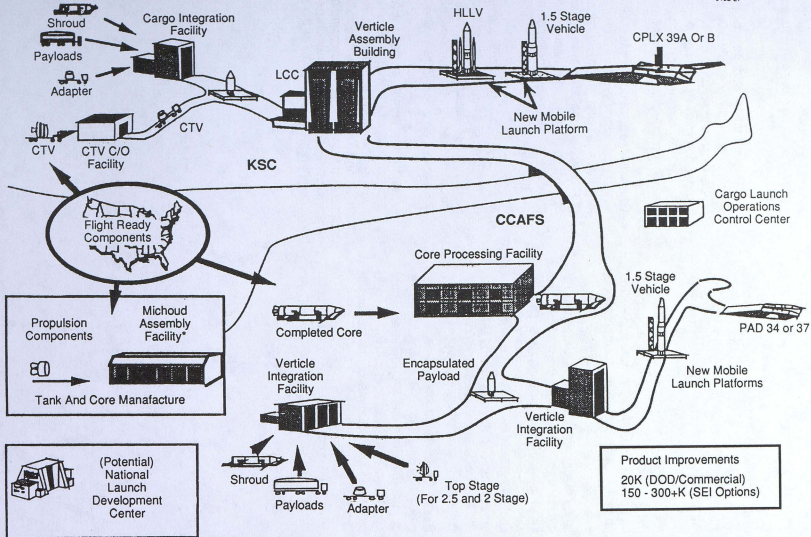 Shroud
Payloads
Adapter
Cargo Integration
Facility
CTV
CTV C/O
Facility
CTV
LCC
Verticle
Assembly
Building
HLLV
1.5 Stage
Vehicle
New Mobile
Launch Platform
CPLX 39A Or B
KSC
CCAFS
Flight Ready
Components
Cargo Launch
Operations
Control Center
Core Processing Facility
Completed Core
Propulsion
Components
Michoud
Assembly
Facility*
Tank And Core Manafacture
1.5 Stage
Vehicle
PAD 34 or 37
New Mobile
Launch Platforms
Verticle
Integration
Facility
Encapsulated
Payload
Verticle
Integration
Facility
Shroud
Payloads
Adapter
Top Stage
(For 2.5 and 2 Stage)
(Potential)
National
Launch
Development
Center
Product Improvements
20K (DOD/Commercial)
150 - 300+K (SEI Options)